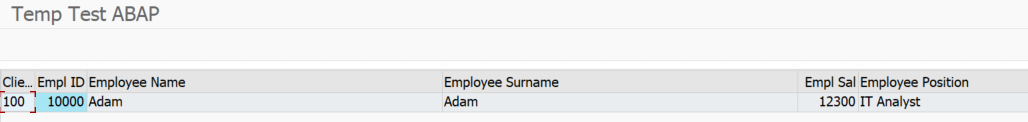 Temp Test ABAP
Clie... Empl ID Employee Name Employee Surname Empl Sal Employee Position
100 10000 Adam Adam 12300 IT Analyst